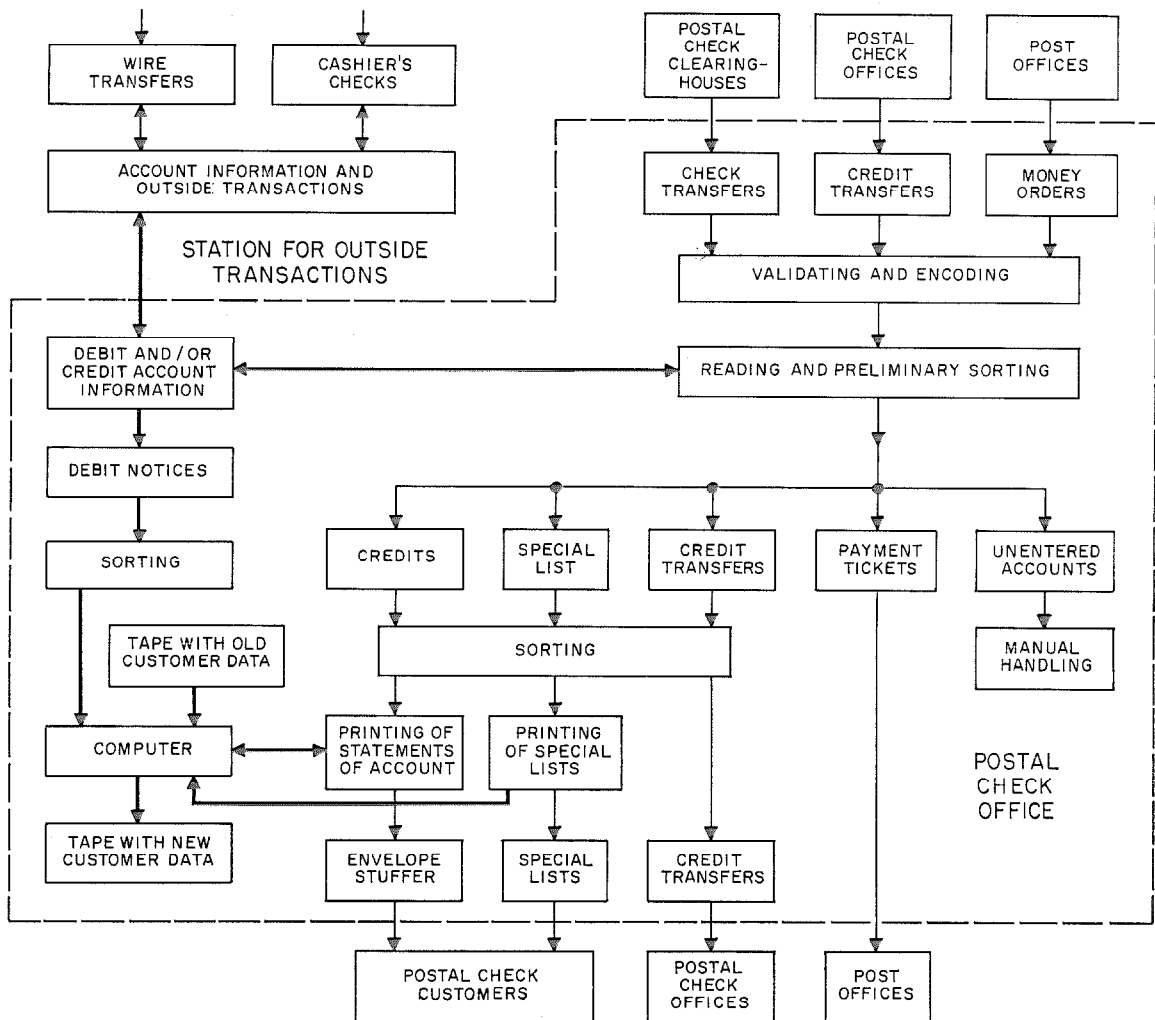 WIRE
TRANSFERS
CASHIER'S
CHECKS
POSTAL
CHECK
CLEARING-
HOUSES
POSTAL
CHECK
OFFICES
POST
OFFICES
ACCOUNT INFORMATION AND
OUTSIDE TRANSACTIONS
CHECK
TRANSFERS
CREDIT
TRANSFERS
MONEY
ORDERS
STATION FOR OUTSIDE
TRANSACTIONS
VALIDATING AND ENCODING
DEBIT AND / OR
CREDIT ACCOUNT
INFORMATION
READING AND PRELIMINARY SORTING
DEBIT NOTICES
SORTING
CREDITS
SPECIAL
LIST
CREDIT
TRANSFERS
PAYMENT
TICKETS
UNENTERED
ACCOUNTS
TAPE WITH OLD
CUSTOMER DATA
SORTING
MANUAL
HANDLING
COMPUTER
PRINTING OF
STATEMENTS
OF ACCOUNT
PRINTING
OF SPECIAL
LISTS
POSTAL
CHECK
OFFICE
TAPE WITH NEW
CUSTOMER DATA
ENVELOPE
STUFFER
SPECIAL
LISTS
CREDIT
TRANSFERS
POSTAL CHECK
CUSTOMERS
POSTAL
CHECK
OFFICES
POST
OFFICES